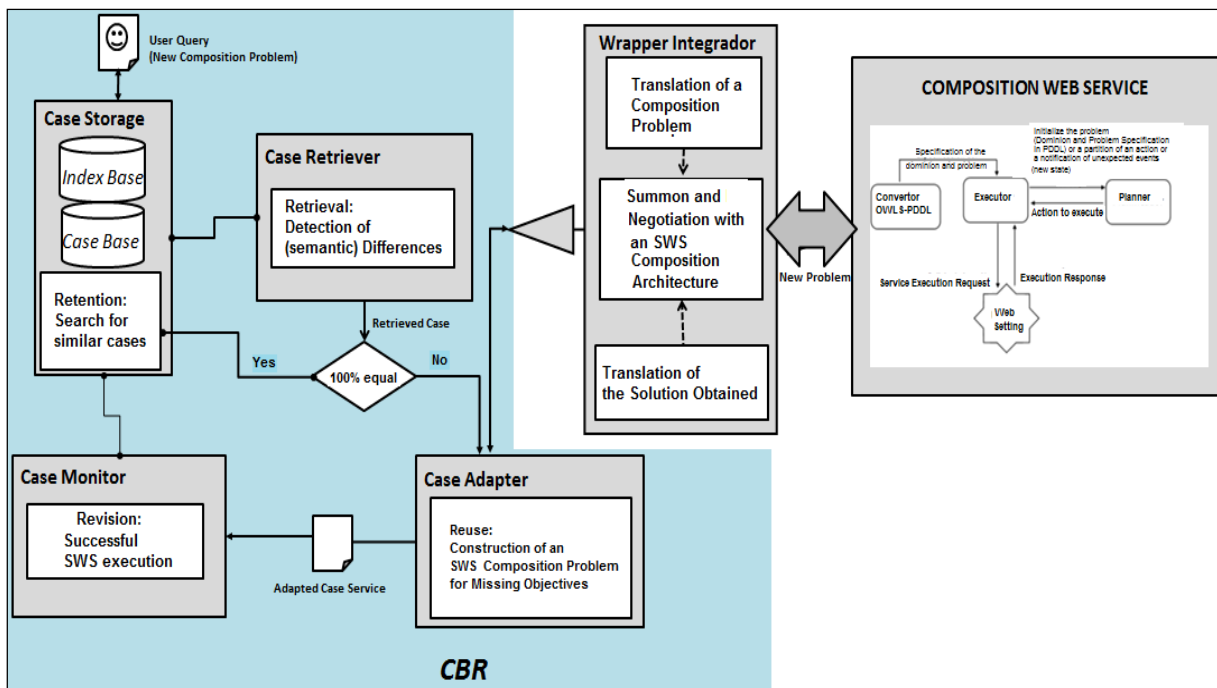 User Query
(New Composition Problem)
Case Storage
Index Base
Case Base
Retention:
Search for
similar cases
Case Retriever
Retrieval:
Detection of
(semantic) Differences
Retrieved Case
Yes
100% equal
No
Case Monitor
Revision:
Successful
SWS execution
Adapted Case Service
Case Adapter
Reuse:
Construction of an
SWS Composition Problem
for Missing Objectives
CBR
Wrapper Integrador
Translation of a
Composition
Problem
Summon and
Negotiation with
an SWS
Composition
Architecture
Translation of
the Solution Obtained
New Problem
COMPOSITION WEB SERVICE
Specification of the
dominion and problem
Initialize the problem
(Dominion and Problem Specification
in PDDL) or a partition of an action or
a notification of unexpected events
(new state)
Convertor
OWLS-PDDL
Executor
Planner
Action to execute
Service Execution Request
Execution Response
Web
Setting